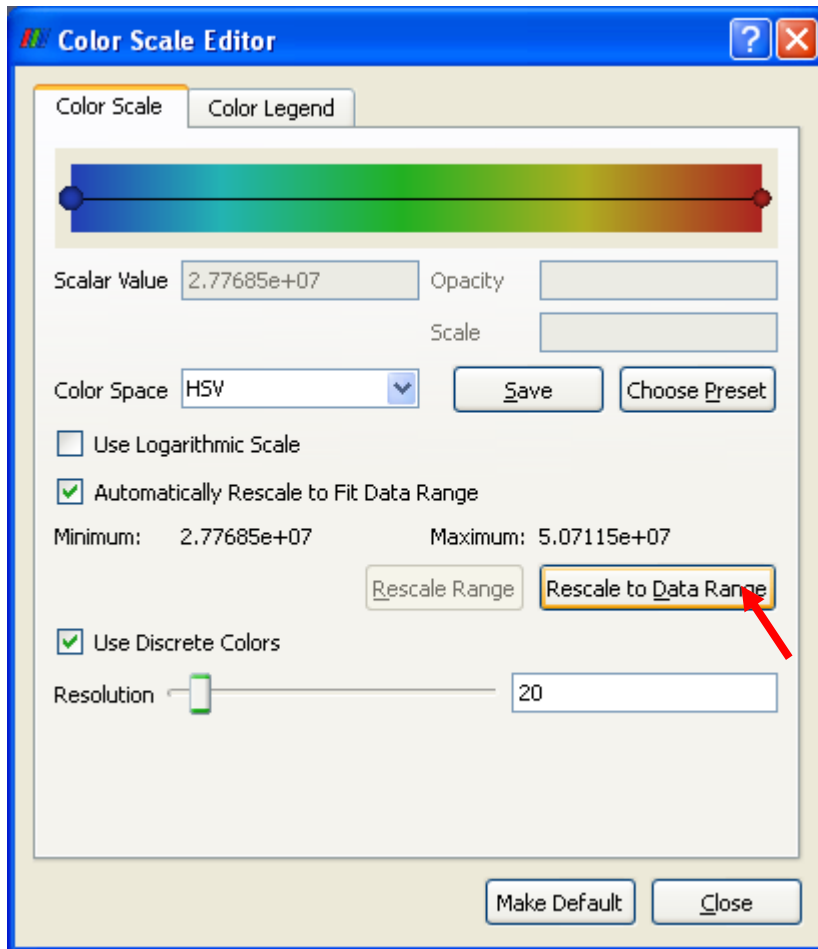 Color Scale Editor
Color Scale Color Legend
Scalar Value 2.77685e+07 Opacity
Scale
Color Space HSV Save Choose Preset
Use Logarithmic Scale
Automatically Rescale to Fit Data Range
Minimum: 2.77685e+07 Maximum: 5.07115e+07
Rescale Range Rescale to Data Range
Use Discrete Colors
Resolution 20
Make Default Close